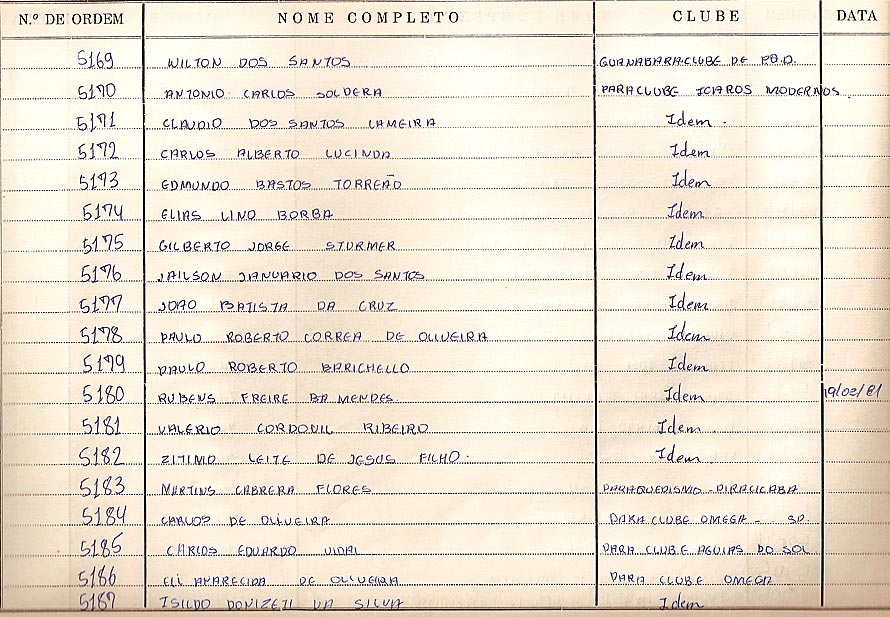 N.º DE ORDEM NOME COMPLETO CLUBE DATA
5169 WILTON DOS SANTOS GUANABARA CLUBE DE PQ.D.
5170 ANTONIO CARLOS SOLDERA PARACLUBE ICAROS MODERNOS
5171 CLAUDIO DOS SANTOS LAMEIRA Idem.
5172 CARLOS ALBERTO LUCINDA Idem
5173 EDMUNDO BASTOS TORREÃO Idem
5174 ELIAS LINO BORBA Idem
5175 GILBERTO JORGE STURMER Idem
5176 JAILSON JANUARIO DOS SANTOS Idem
5177 JOAO BATISTA DA CRUZ Idem
5178 PAULO ROBERTO CORREA DE OLIVEIRA Idem
5179 PAULO ROBERTO BARICHELLO Idem
5180 RUBENS FREIRE BA MENDES Idem 19/02/81
5181 VALERIO CORDOVIL RIBEIRO Idem
5182 ZITIMO LEITE DE JESUS FILHO. Idem
5183 MARTINS CABRERA FLORES PARAQUEDISMO - PIRACICABA
5184 CARLOS DE OLIVEIRA PARA CLUBE OMEGA - SP.
5185 CARLOS EDUARDO VIDAL PARA CLUBE AGUIAS DO SOL
5186 ELI APARECIDA DE OLIVEIRA PARA CLUBE OMEGA
5187 ISILDO DONIZETI DA SILVA Idem